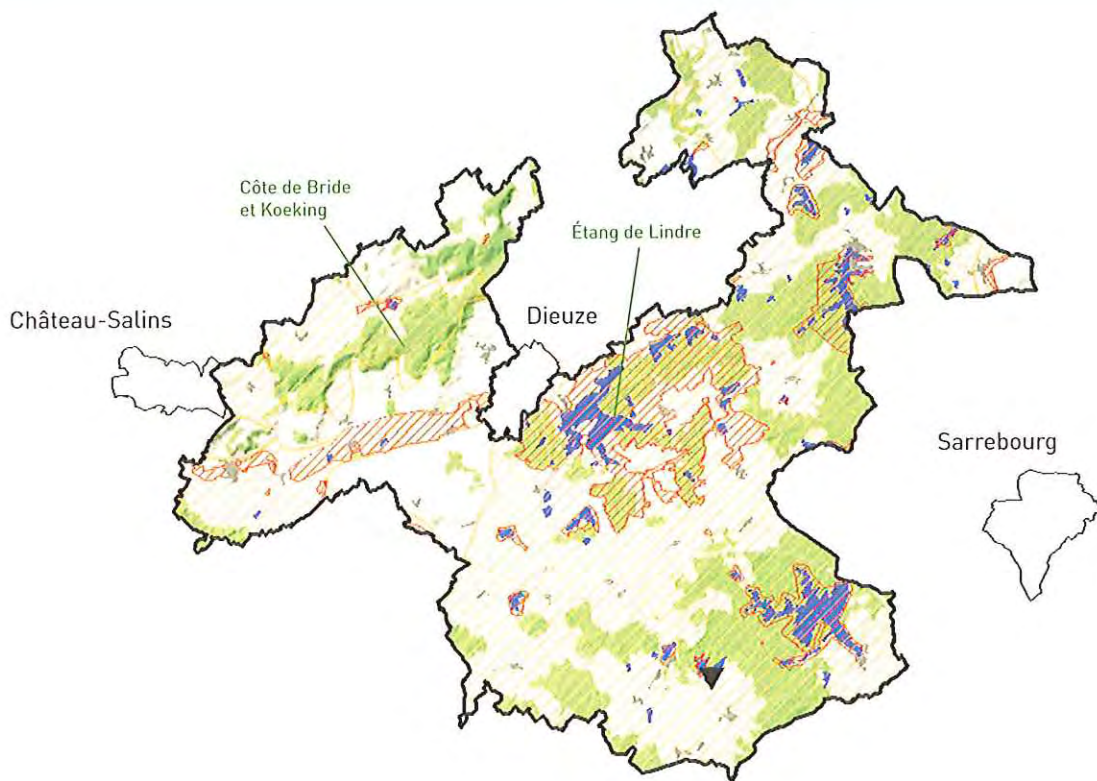 Côte de Bride
et Koeking
Étang de Lindre
Château-Salins
Dieuze
Sarrebourg